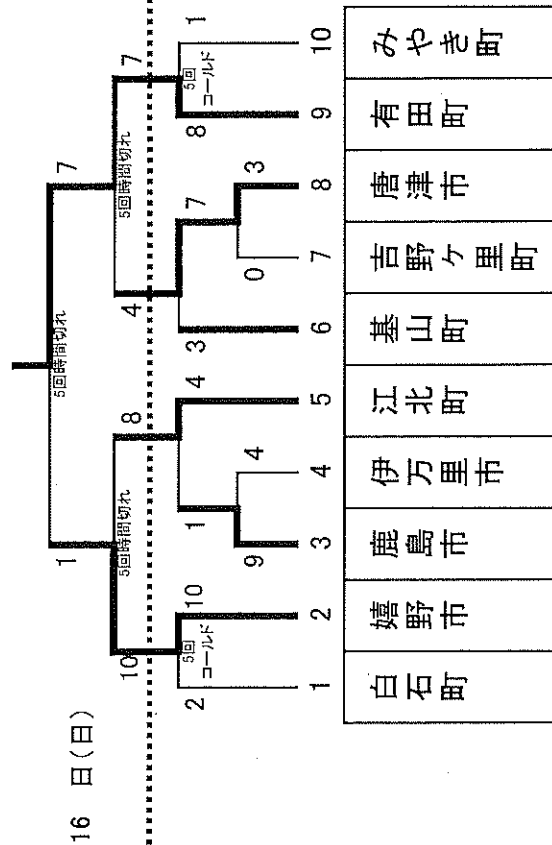 16 日(日)
7
1
5回時間切れ
7
4
5回時間切れ
8
10
5回時間切れ
1
8
5回
コールド
7
3
3
0
4
1
4
9
10
2
5回
コールド
10 みやき町
9 有田町
8 唐津市
7 吉野ヶ里町
6 基山町
5 江北町
4 伊万里市
3 鹿島市
2 嬉野市
1 白石町